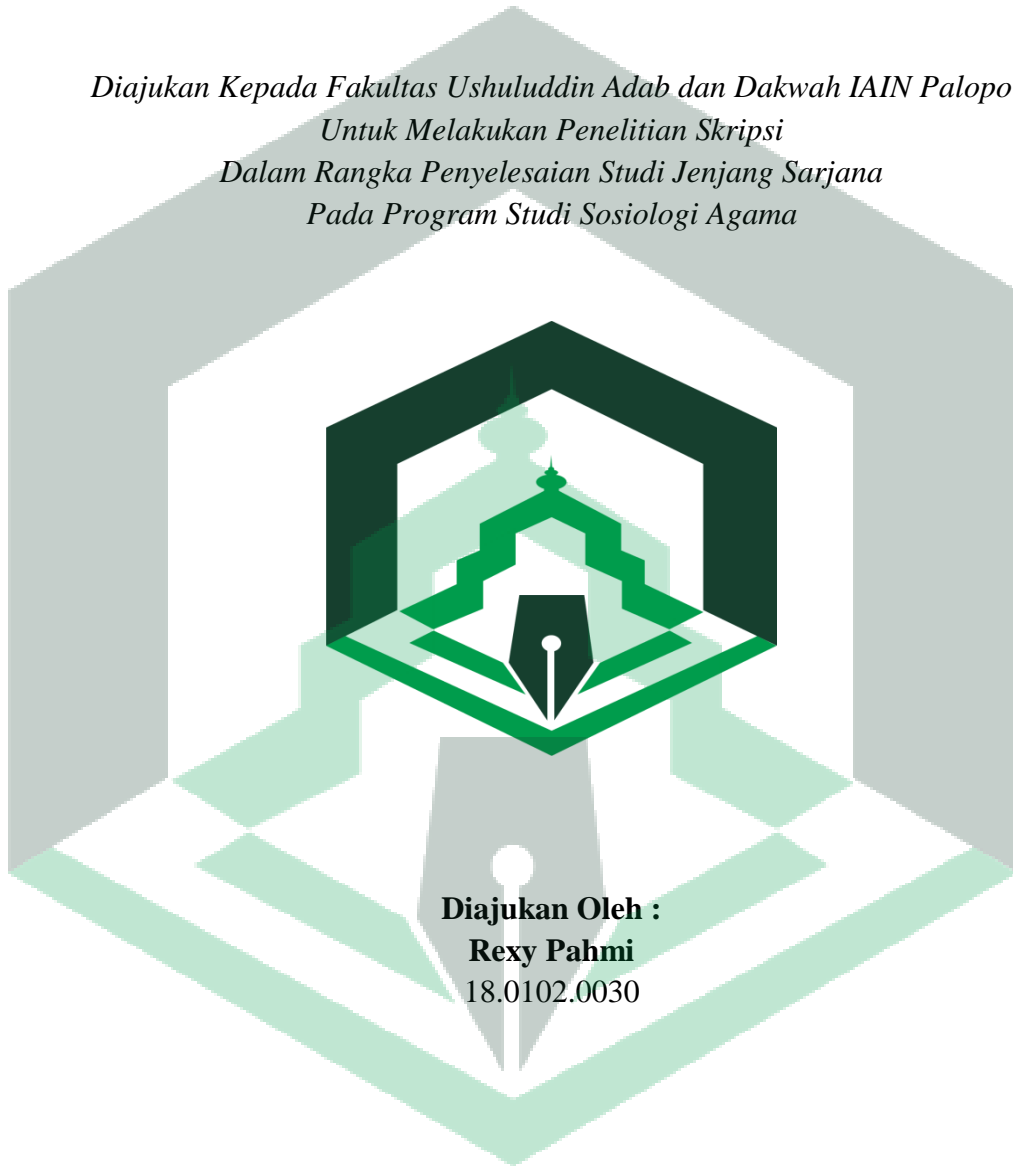 Diajukan Kepada Fakultas Ushuluddin Adab dan Dakwah IAIN Palopo
Untuk Melakukan Penelitian Skripsi
Dalam Rangka Penyelesaian Studi Jenjang Sarjana
Pada Program Studi Sosiologi Agama
Diajukan Oleh :
Rexy Pahmi
18.0102.0030